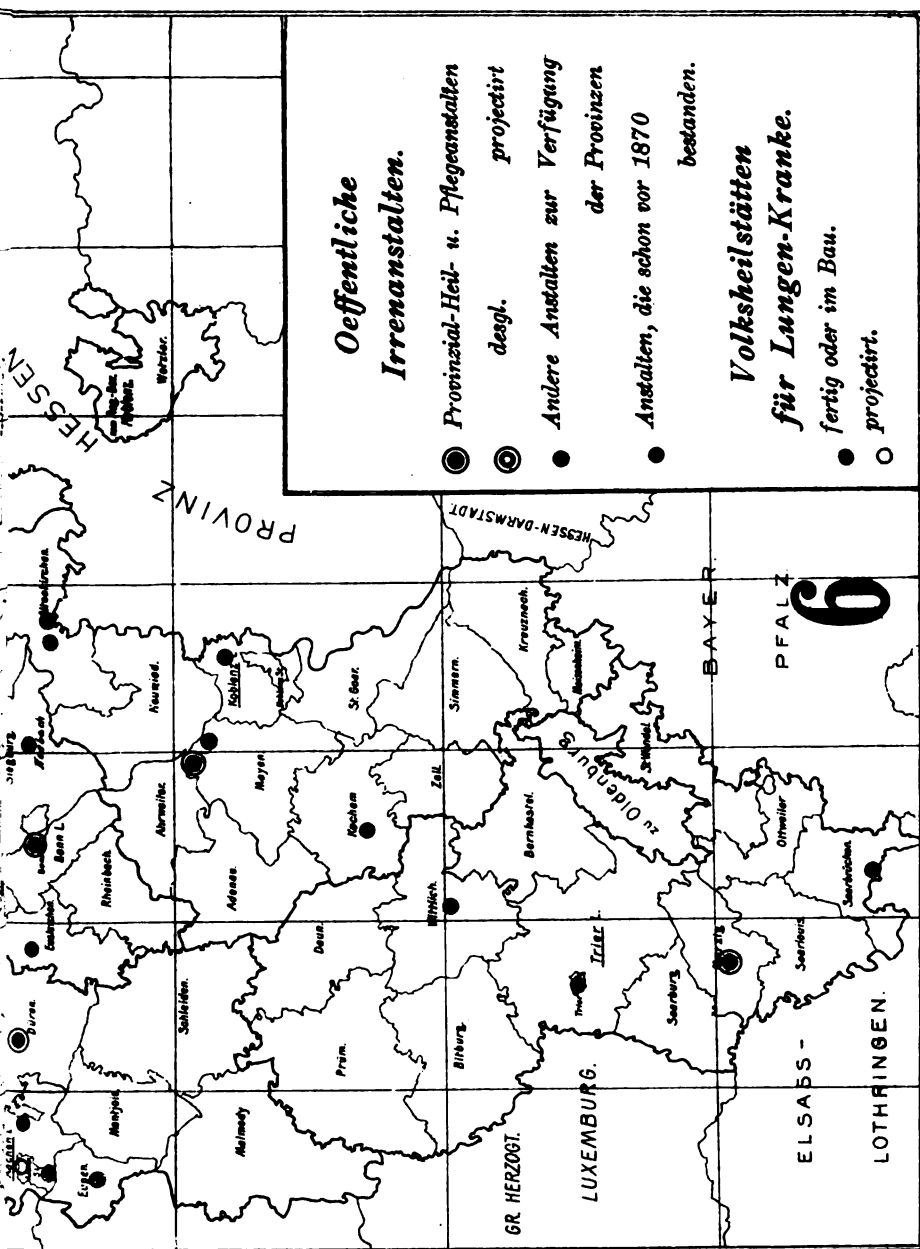 Oeffentliche
Irrenanstalten.
Provinzial-Heil- u. Pflegeanstalten
desgl. projectirt
Andere Anstalten zur Verfügung
der Provinzen
Anstalten, die schon vor 1870
bestanden.
Volksheilstätten
für Lungen-Kranke.
fertig oder im Bau.
projectirt.
HESSEN
PROVIN
HESSEN-DARMSTADT
Wetzlar.
Neuwied.
Koblenz
St. Goar.
Simmern.
Kreuznach.
Meisenheim.
St. Wendel.
zu Oldenburg
BAYER.
PFALZ
6
Siegburg
Bonn L.
Rheinbach.
Ahrweiler.
Mayen
Adenau.
Kochem
Zell.
Bernkastel.
Ottweiler
Saarbrücken.
Euskirchen.
Düren.
Schleiden.
Daun.
Wittlich.
Trier.
Saarburg
Saarlouis.
Prüm.
Bitburg.
Montjoie.
Malmedy
Eupen.
GR. HERZOGT.
LUXEMBURG.
ELSASS-
LOTHRINGEN.